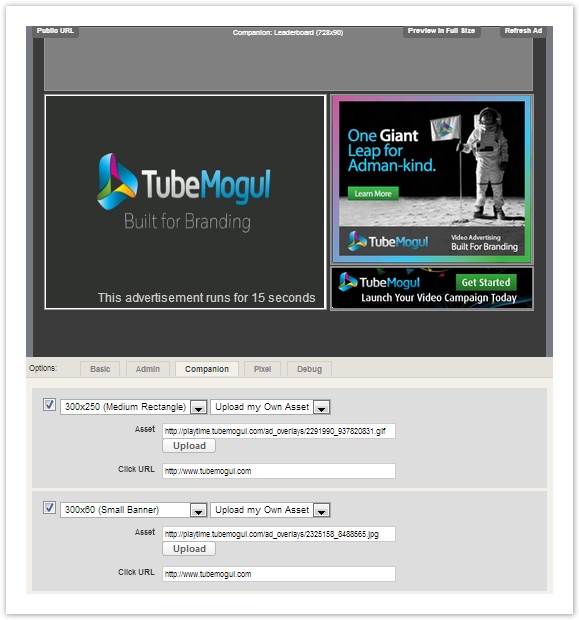 Public URL
Companion: Leaderboard (728x90)
Preview in Full Size
Refresh Ad
TubeMogul
Built for Branding
This advertisement runs for 15 seconds
One Giant
Leap for
Adman-kind.
Learn More
TubeMogul
Video Advertising
Built For Branding
TubeMogul
Get Started
Launch Your Video Campaign Today
Options:
Basic
Admin
Companion
Pixel
Debug
300x250 (Medium Rectangle)
Upload my Own Asset
Asset
http://playtime.tubemogul.com/ad_overlays/2291990_937820831.gif
Upload
Click URL
http://www.tubemogul.com
300x60 (Small Banner)
Upload my Own Asset
Asset
http://playtime.tubemogul.com/ad_overlays/2325158_8488565.jpg
Upload
Click URL
http://www.tubemogul.com